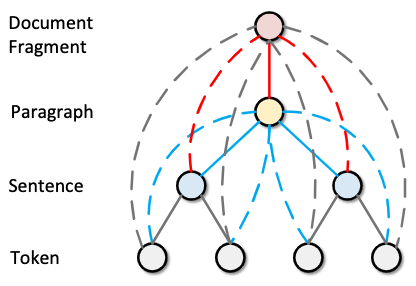 Document
Fragment
Paragraph
Sentence
Token